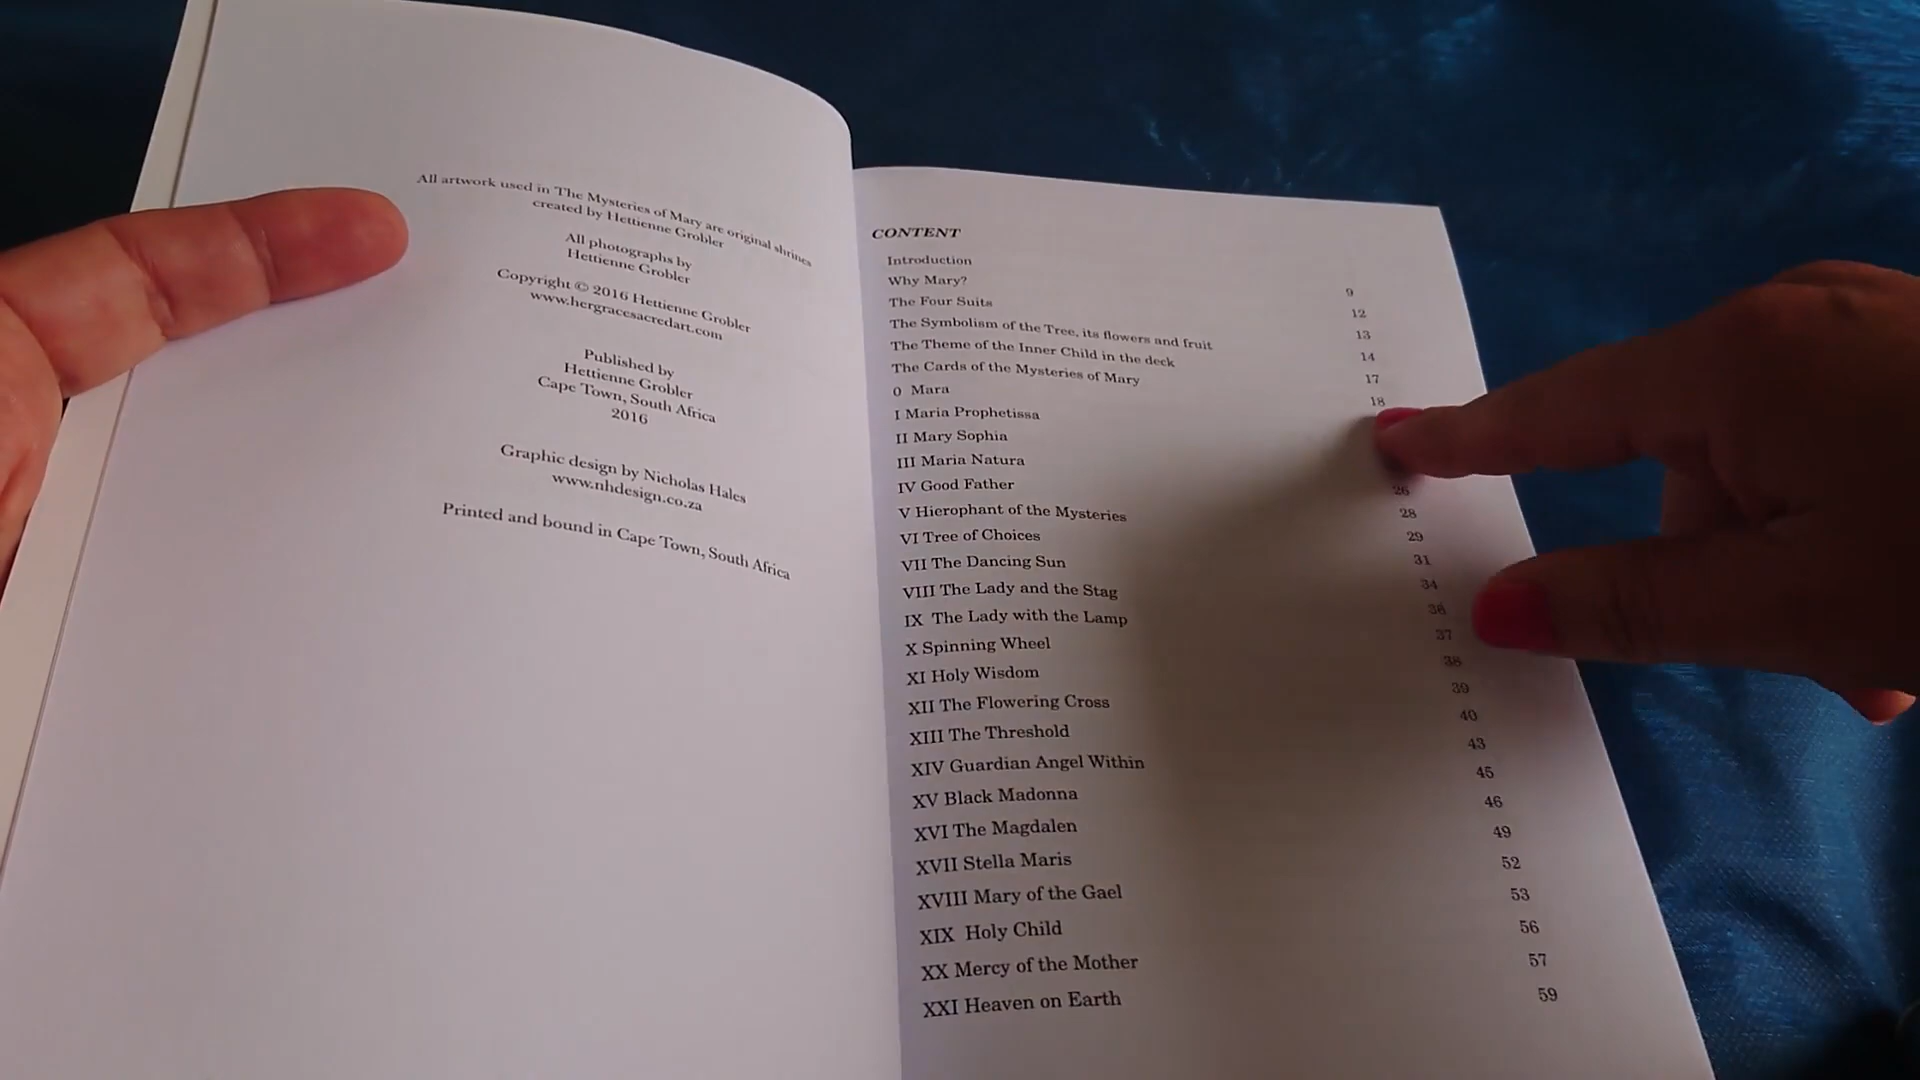 All artwork used in The Mysteries of Mary are original shrines
created by Hettienne Grobler
All photographs by
Hettienne Grobler
Copyright © 2016 Hettienne Grobler
www.hergracesacredart.com
Published by
Hettienne Grobler
Cape Town, South Africa
2016
Graphic design by Nicholas Hales
www.nhdesign.co.za
Printed and bound in Cape Town, South Africa
CONTENT
Introduction 9
Why Mary? 12
The Four Suits 13
The Symbolism of the Tree, its flowers and fruit 14
The Theme of the Inner Child in the deck 17
The Cards of the Mysteries of Mary 18
0 Mara
I Maria Prophetissa
II Mary Sophia
III Maria Natura 26
IV Good Father 28
V Hierophant of the Mysteries 29
VI Tree of Choices 31
VII The Dancing Sun 34
VIII The Lady and the Stag 36
IX The Lady with the Lamp 37
X Spinning Wheel 38
XI Holy Wisdom 39
XII The Flowering Cross 40
XIII The Threshold 43
XIV Guardian Angel Within 45
XV Black Madonna 46
XVI The Magdalen 49
XVII Stella Maris 52
XVIII Mary of the Gael 53
XIX Holy Child 56
XX Mercy of the Mother 57
XXI Heaven on Earth 59